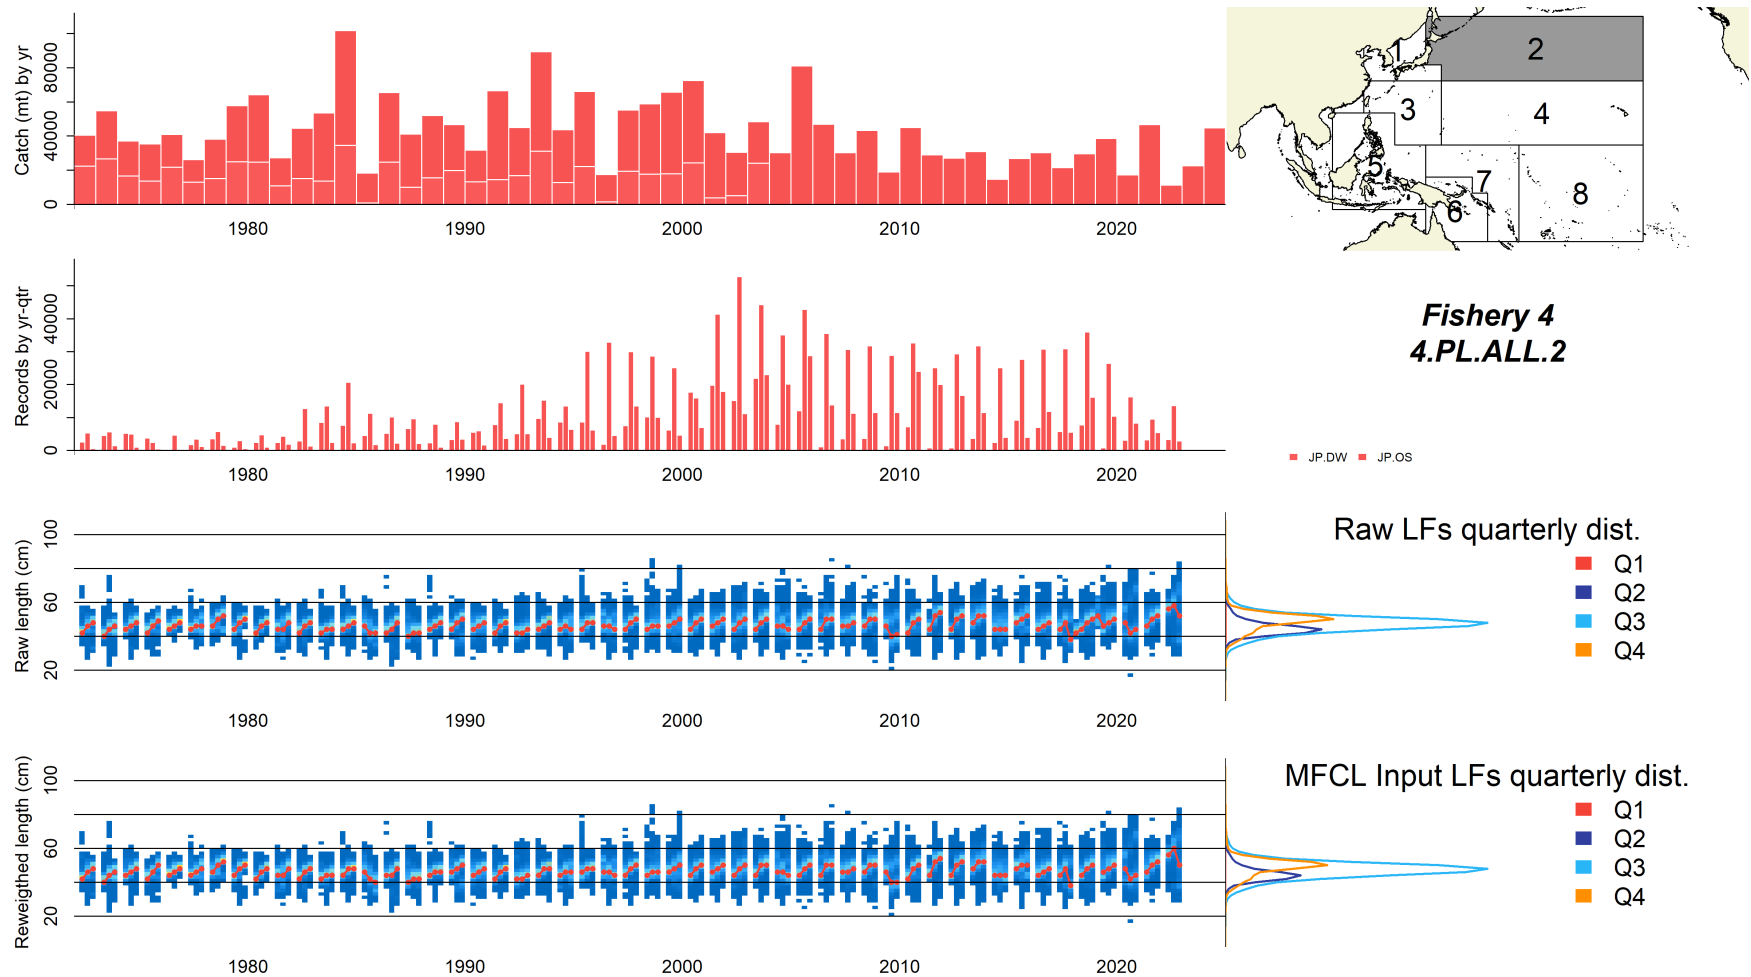 Catch (mt) by yr
80000
40000
0
1980
1990
2000
2010
2020
1
2
3
4
5
6
7
8
Fishery 4
4.PL.ALL.2
Records by yr-qtr
40000
20000
0
1980
1990
2000
2010
2020
JP.DW
JP.OS
Raw length (cm)
100
60
20
1980
1990
2000
2010
2020
Raw LFs quarterly dist.
Q1
Q2
Q3
Q4
Reweigthed length (cm)
100
60
20
1980
1990
2000
2010
2020
MFCL Input LFs quarterly dist.
Q1
Q2
Q3
Q4